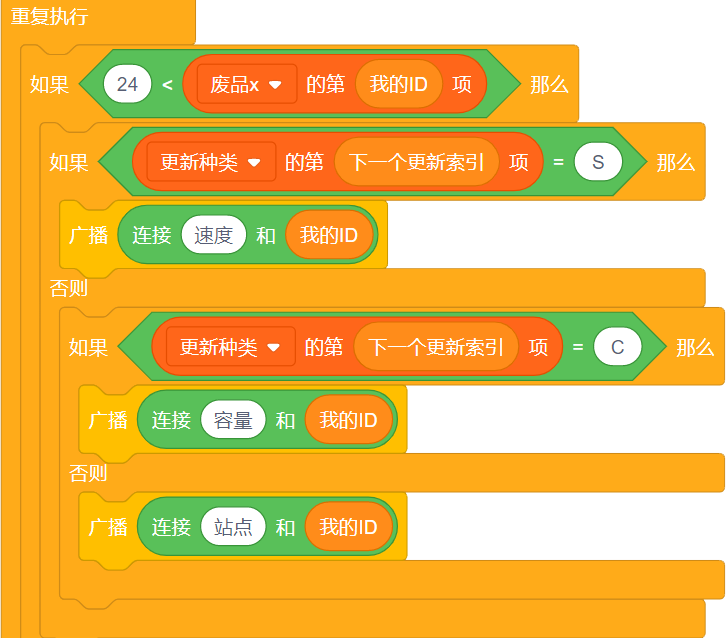 重复执行
如果 24 < 废品x 的第 我的ID 项 那么
如果 更新种类 的第 下一个更新索引 项 = S 那么
广播 连接 速度 和 我的ID
否则
如果 更新种类 的第 下一个更新索引 项 = C 那么
广播 连接 容量 和 我的ID
否则
广播 连接 站点 和 我的ID